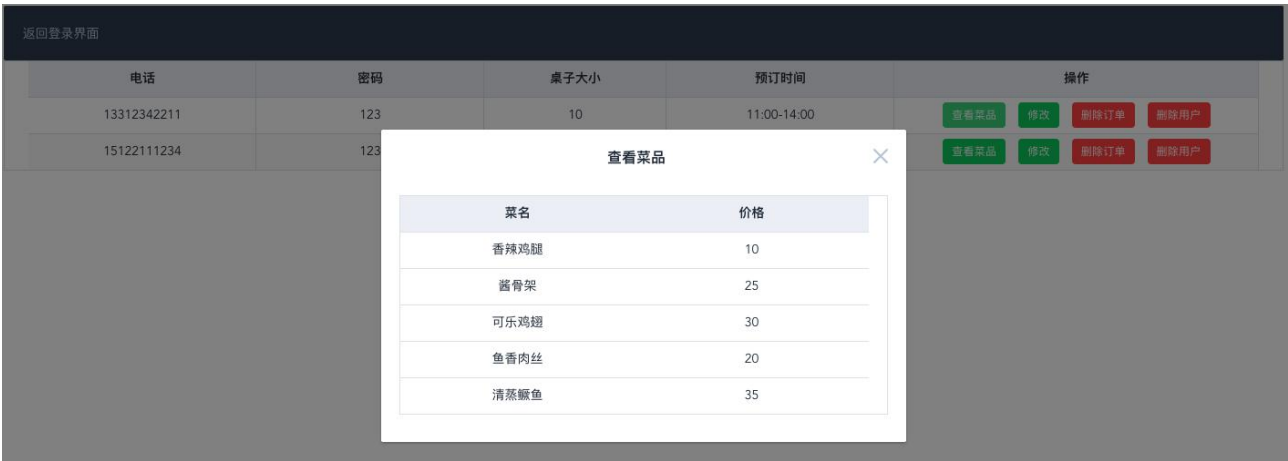 返回登录界面
电话 密码 桌子大小 预订时间 操作
13312342211 123 10 11:00-14:00 查看菜品 修改 删除订单 删除用户
15122111234 123 查看菜品 修改 删除订单 删除用户
查看菜品
菜名 价格
香辣鸡腿 10
酱骨架 25
可乐鸡翅 30
鱼香肉丝 20
清蒸鳜鱼 35